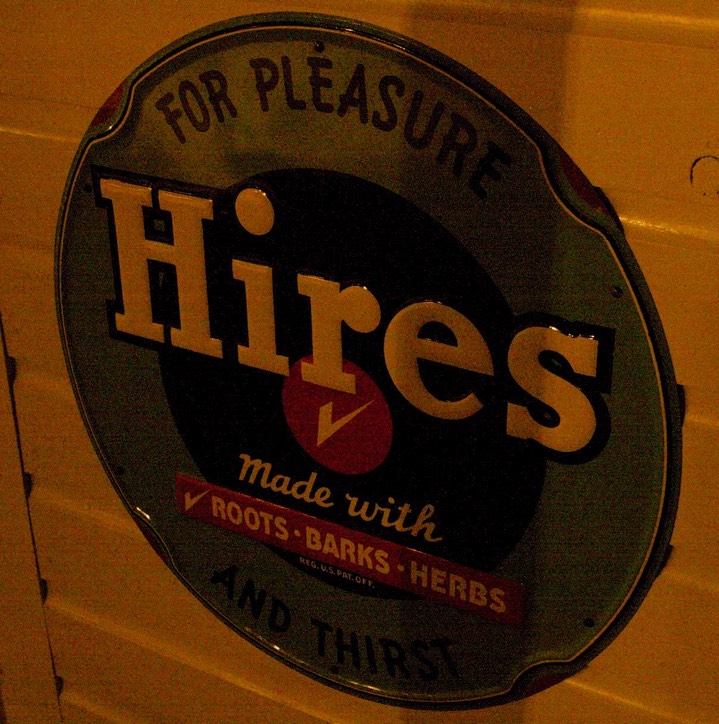 FOR PLEASURE
Hires
Made with
ROOTS · BARKS · HERBS
REG. U.S. PAT. OFF.
AND THIRST